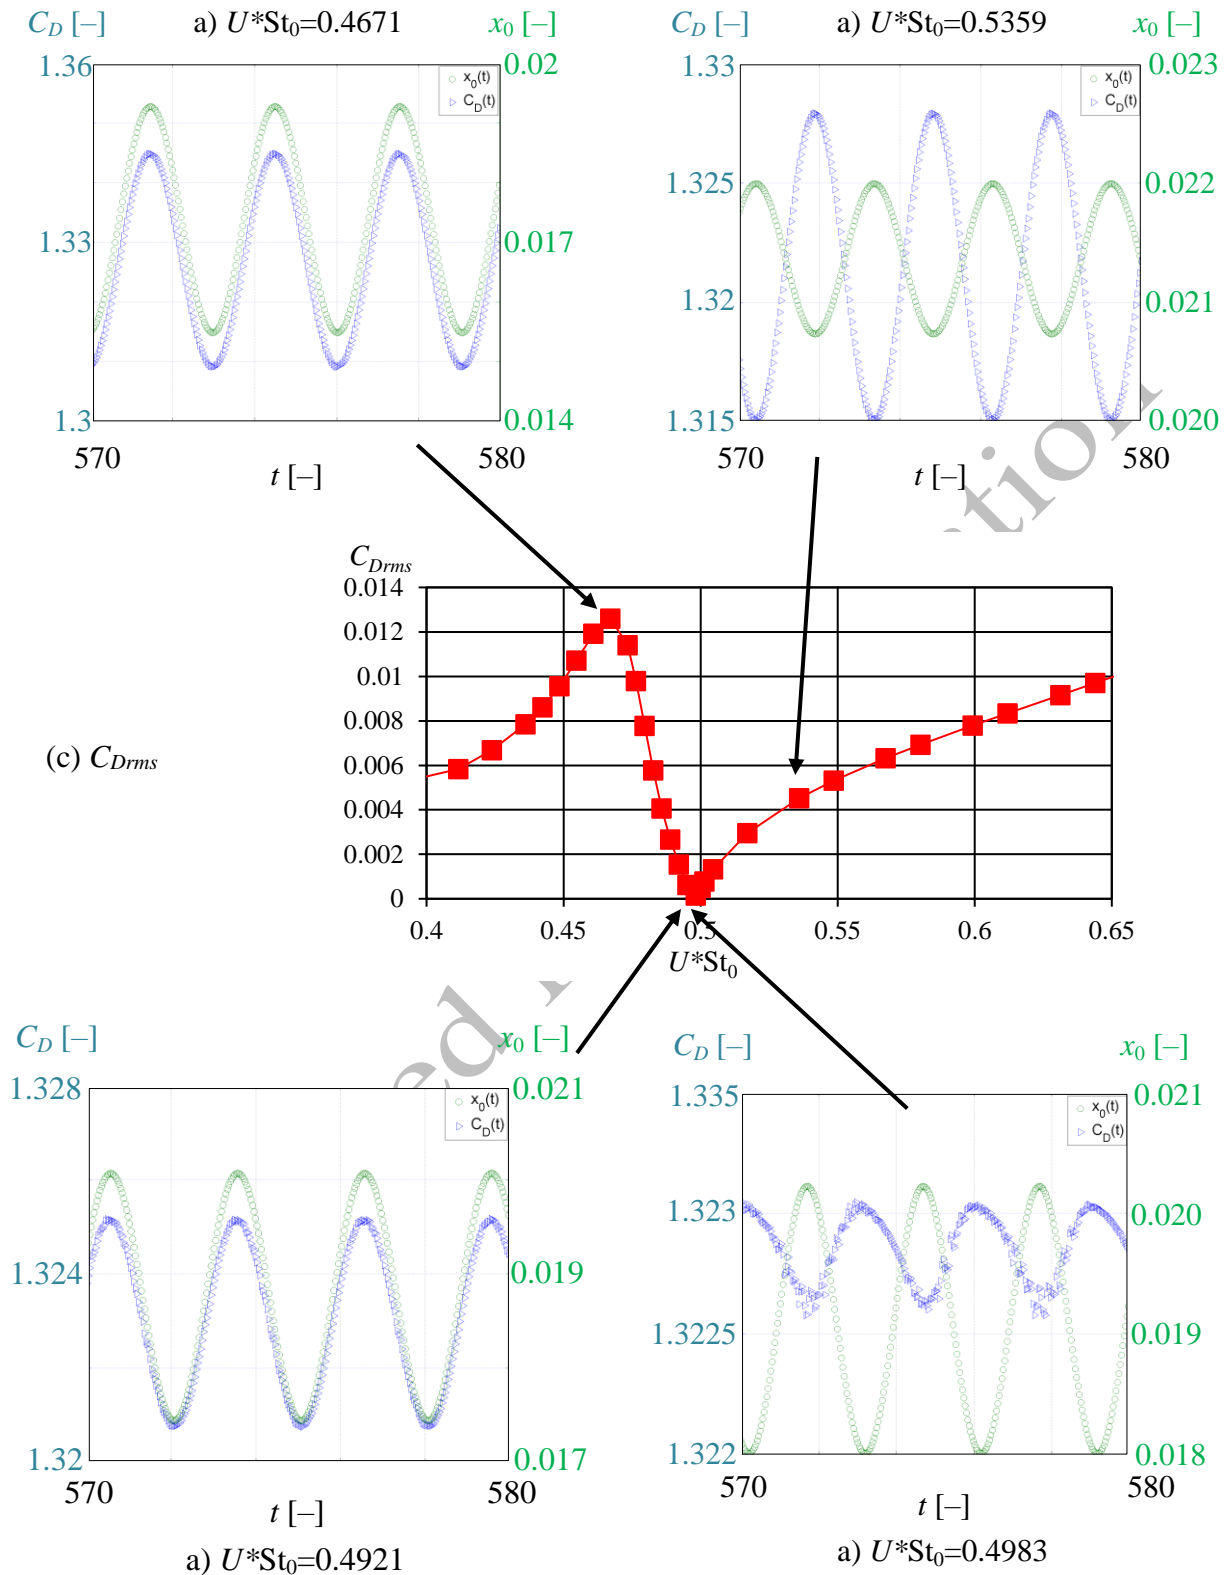 C_D [–] a) U*St₀=0.4671 x₀ [–]
1.36 0.02
x_0(t)
C_D(t)
1.33 0.017
1.3 0.014
570 580
t [–]
C_D [–] a) U*St₀=0.5359 x₀ [–]
1.33 0.023
x_0(t)
C_D(t)
1.325 0.022
1.32 0.021
1.315 0.020
570 580
t [–]
C_Drms
0.014
0.012
0.01
0.008
(c) C_Drms
0.006
0.004
0.002
0
0.4 0.45 0.5 0.55 0.6 0.65
U*St₀
C_D [–] x₀ [–]
1.328 0.021
x_0(t)
C_D(t)
1.324 0.019
1.32 0.017
570 580
t [–]
a) U*St₀=0.4921
C_D [–] x₀ [–]
1.335 0.021
x_0(t)
C_D(t)
1.323 0.020
1.3225 0.019
1.322 0.018
570 580
t [–]
a) U*St₀=0.4983